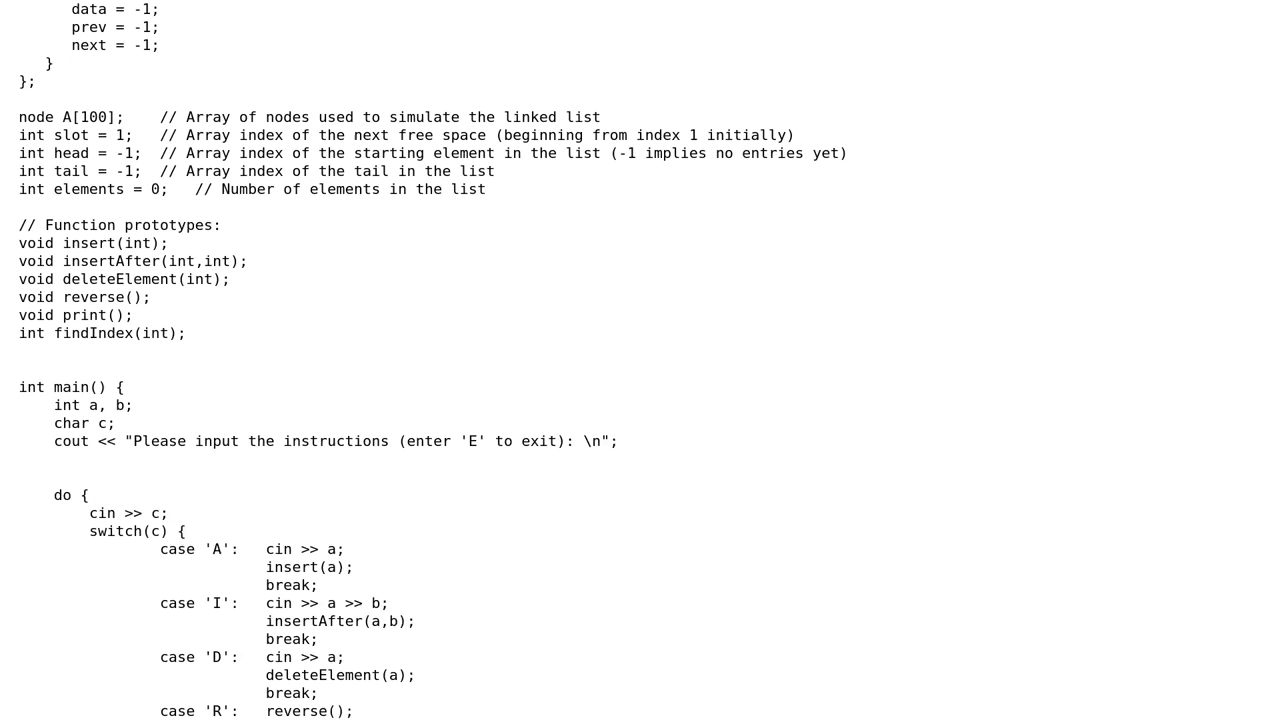 data = -1;
      prev = -1;
      next = -1;
   }
};

node A[100];    // Array of nodes used to simulate the linked list
int slot = 1;   // Array index of the next free space (beginning from index 1 initially)
int head = -1;  // Array index of the starting element in the list (-1 implies no entries yet)
int tail = -1;  // Array index of the tail in the list
int elements = 0;   // Number of elements in the list

// Function prototypes:
void insert(int);
void insertAfter(int,int);
void deleteElement(int);
void reverse();
void print();
int findIndex(int);


int main() {
    int a, b;
    char c;
    cout << "Please input the instructions (enter 'E' to exit): \n";


    do {
        cin >> c;
        switch(c) {
                case 'A':   cin >> a;
                            insert(a);
                            break;
                case 'I':   cin >> a >> b;
                            insertAfter(a,b);
                            break;
                case 'D':   cin >> a;
                            deleteElement(a);
                            break;
                case 'R':   reverse();